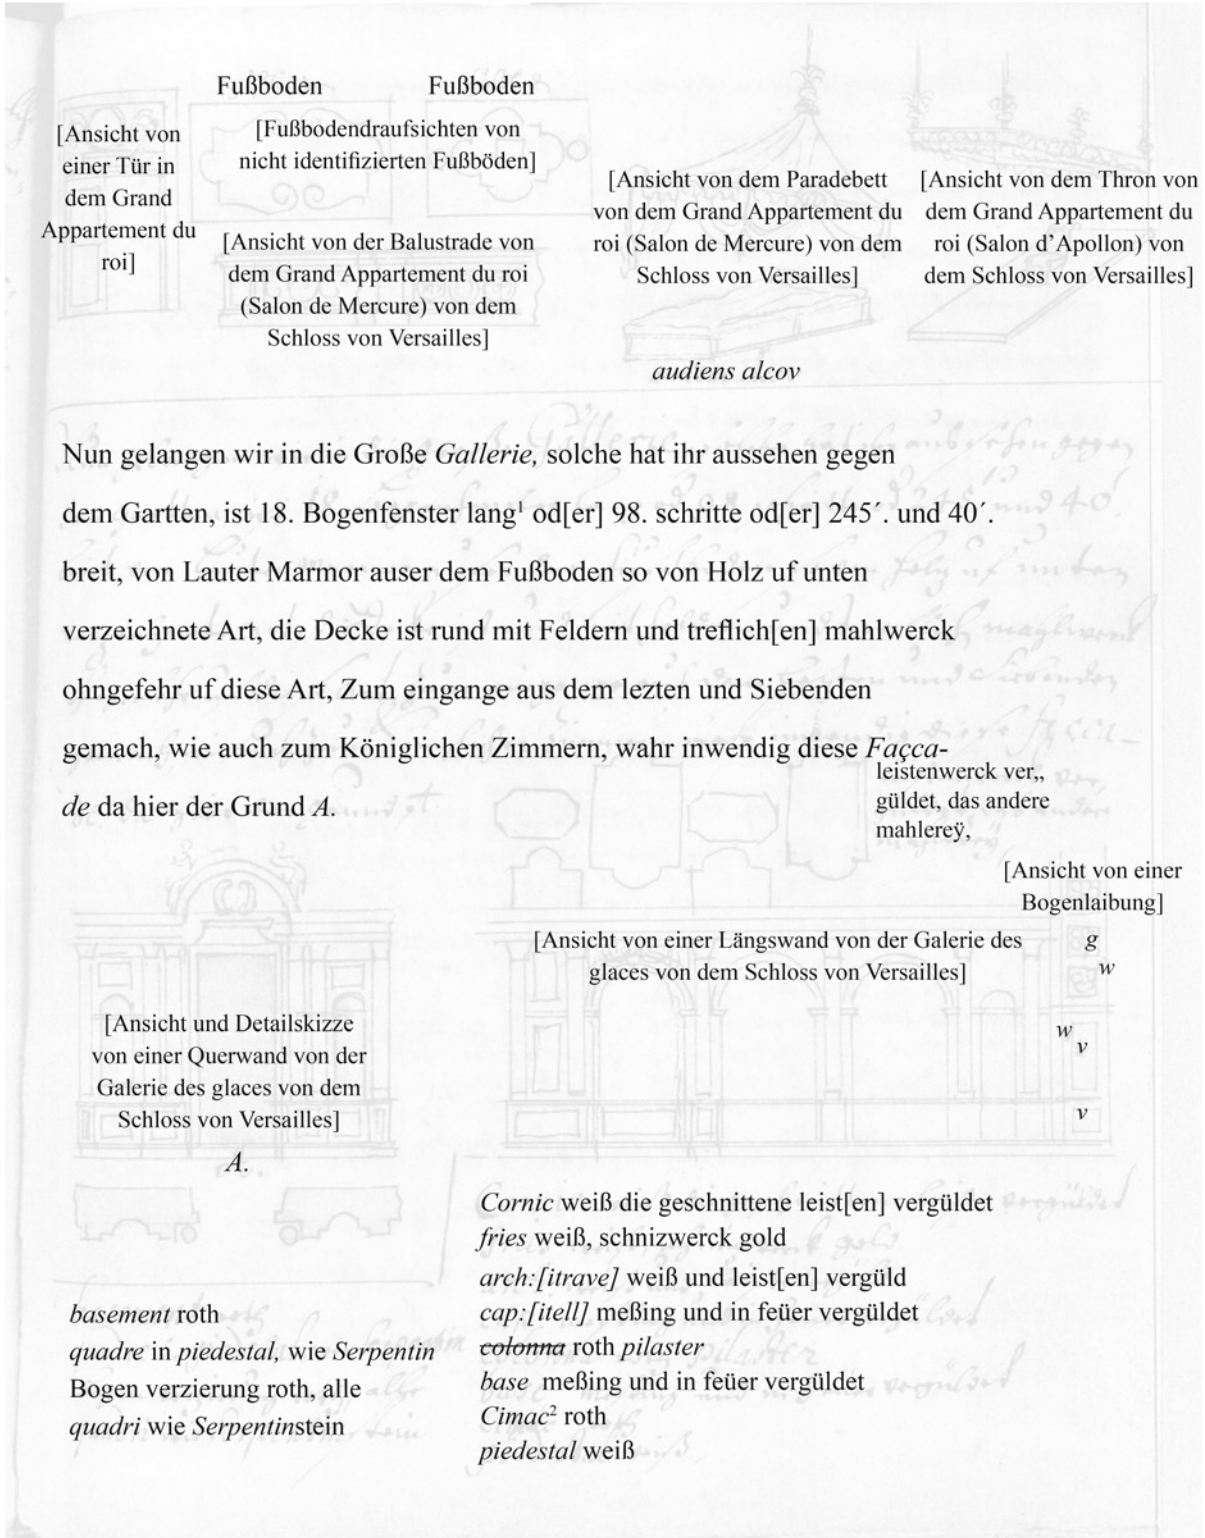 Fußboden Fußboden
[Ansicht von
einer Tür in
dem Grand
Appartement du
roi]
[Fußbodendraufsichten von
nicht identifizierten Fußböden]
[Ansicht von der Balustrade von
dem Grand Appartement du roi
(Salon de Mercure) von dem
Schloss von Versailles]
[Ansicht von dem Paradebett
von dem Grand Appartement du
roi (Salon de Mercure) von dem
Schloss von Versailles]
[Ansicht von dem Thron von
dem Grand Appartement du
roi (Salon d’Apollon) von
dem Schloss von Versailles]
audiens alcov
Nun gelangen wir in die Große Gallerie, solche hat ihr aussehen gegen
dem Gartten, ist 18. Bogenfenster lang¹ od[er] 98. schritte od[er] 245´. und 40´.
breit, von Lauter Marmor auser dem Fußboden so von Holz uf unten
verzeichnete Art, die Decke ist rund mit Feldern und treflich[en] mahlwerck
ohngefehr uf diese Art, Zum eingange aus dem lezten und Siebenden
gemach, wie auch zum Königlichen Zimmern, wahr inwendig diese Façca-
de da hier der Grund A.
leistenwerck ver„
güldet, das andere
mahlereÿ,
[Ansicht von einer
Bogenlaibung]
[Ansicht von einer Längswand von der Galerie des
glaces von dem Schloss von Versailles]
g
w
w
v
v
[Ansicht und Detailskizze
von einer Querwand von der
Galerie des glaces von dem
Schloss von Versailles]
A.
basement roth
quadre in piedestal, wie Serpentin
Bogen verzierung roth, alle
quadri wie Serpentinstein
Cornic weiß die geschnittene leist[en] vergüldet
fries weiß, schnizwerck gold
arch:[itrave] weiß und leist[en] vergüld
cap:[itell] meßing und in feüer vergüldet
colonna roth pilaster
base meßing und in feüer vergüldet
Cimac² roth
piedestal weiß